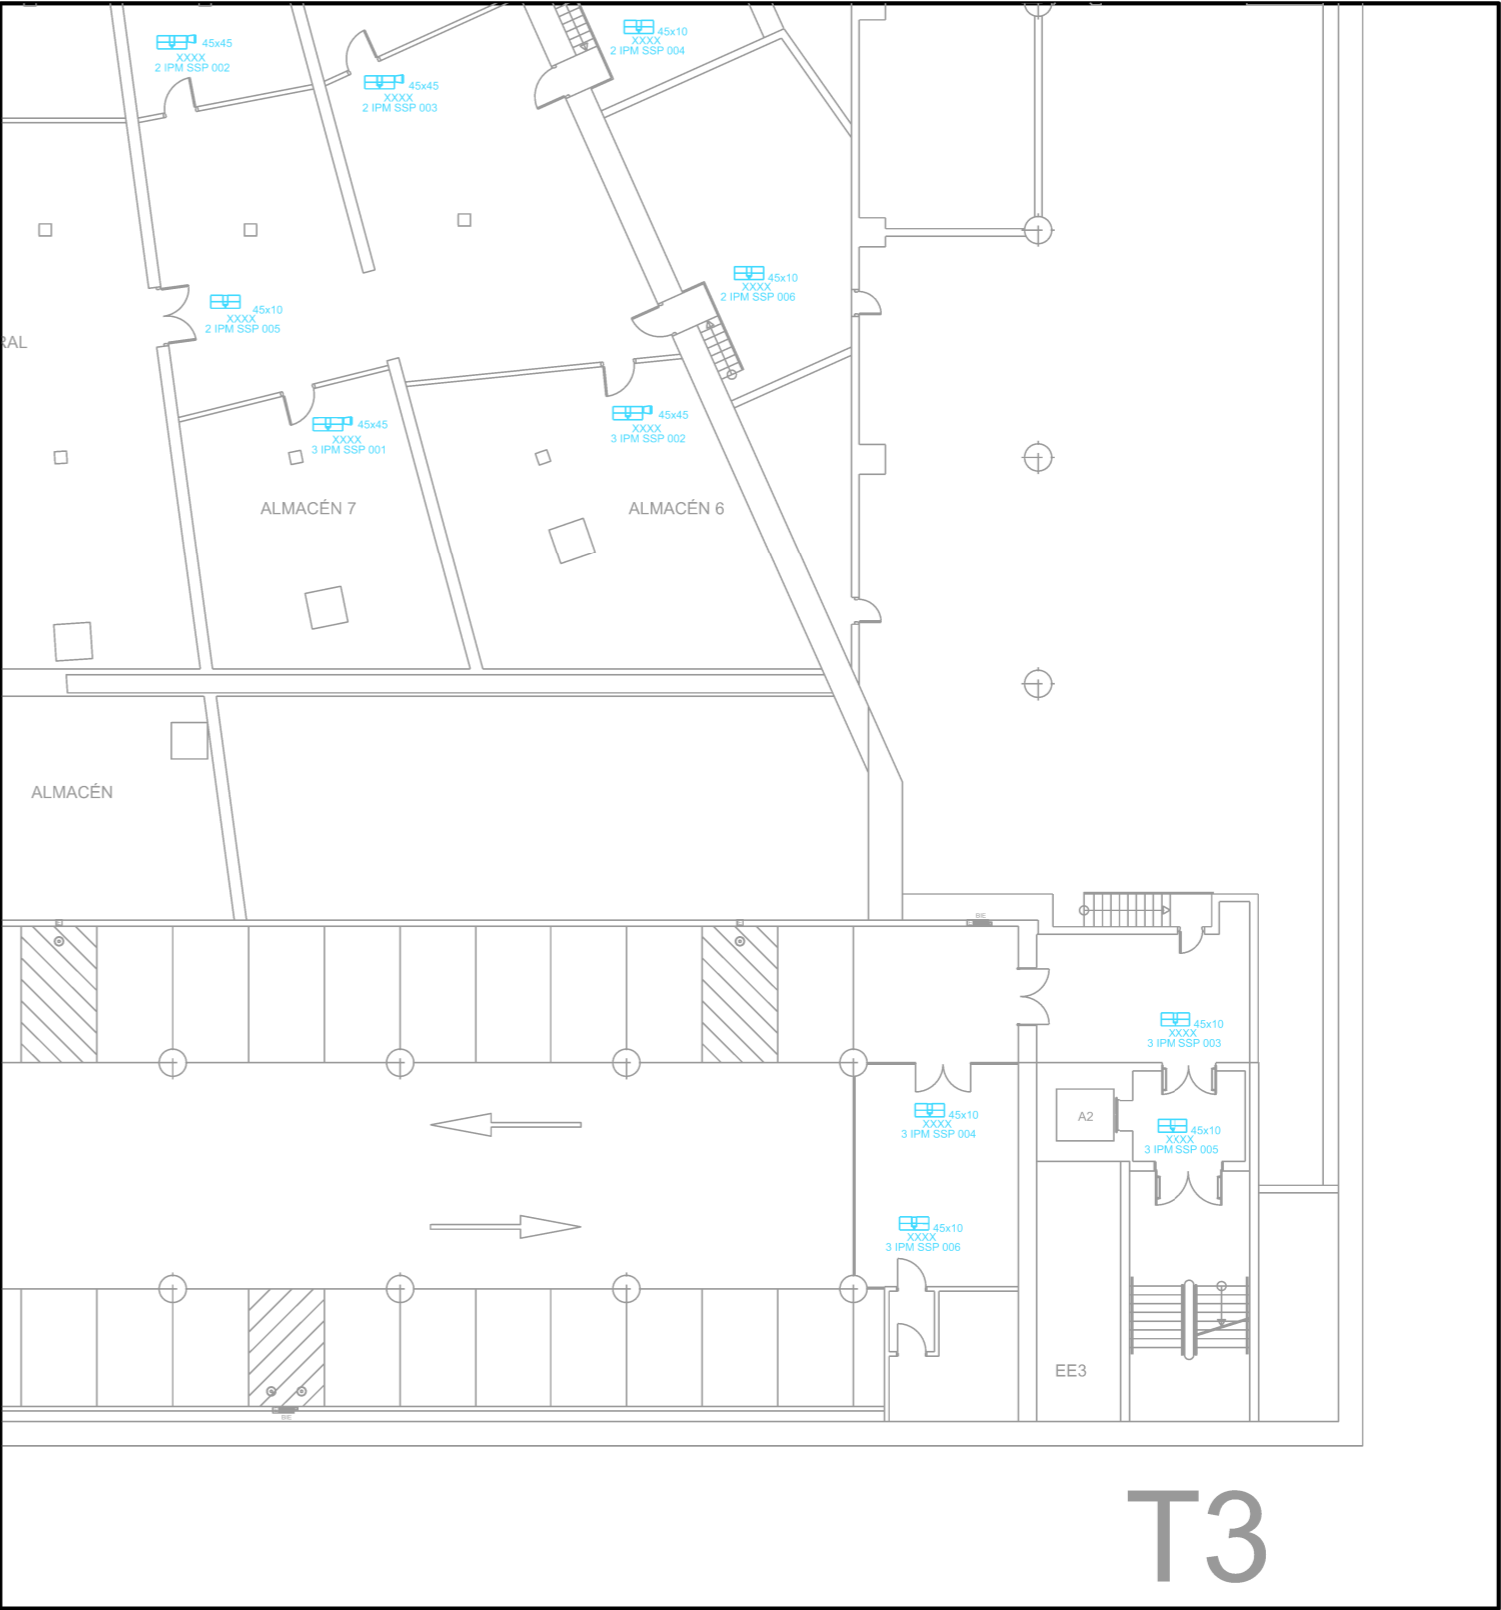 45x10
XXXX
2 IPM SSP 004
45x45
XXXX
2 IPM SSP 002
45x45
XXXX
2 IPM SSP 003
45x10
XXXX
2 IPM SSP 006
45x10
XXXX
2 IPM SSP 005
RAL
45x45
XXXX
3 IPM SSP 002
45x45
XXXX
3 IPM SSP 001
ALMACÉN 7
ALMACÉN 6
ALMACÉN
BIE
45x10
XXXX
3 IPM SSP 003
45x10
XXXX
3 IPM SSP 004
A2
45x10
XXXX
3 IPM SSP 005
45x10
XXXX
3 IPM SSP 006
EE3
BIE
T3